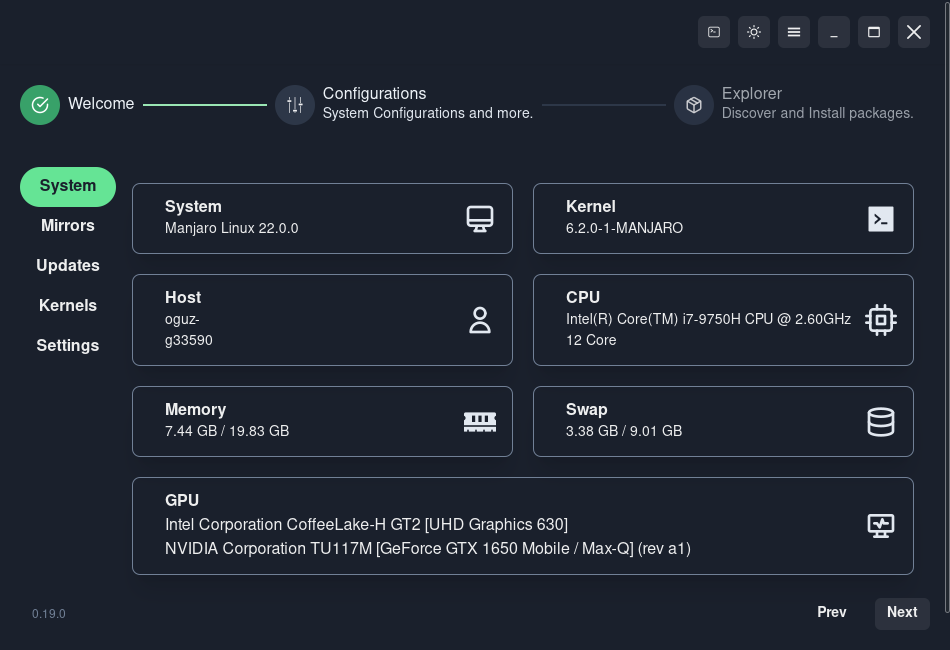 Welcome
Configurations
System Configurations and more.
Explorer
Discover and Install packages.
System
Mirrors
Updates
Kernels
Settings
System
Manjaro Linux 22.0.0
Kernel
6.2.0-1-MANJARO
Host
oguz-
g33590
CPU
Intel(R) Core(TM) i7-9750H CPU @ 2.60GHz
12 Core
Memory
7.44 GB / 19.83 GB
Swap
3.38 GB / 9.01 GB
GPU
Intel Corporation CoffeeLake-H GT2 [UHD Graphics 630]
NVIDIA Corporation TU117M [GeForce GTX 1650 Mobile / Max-Q] (rev a1)
0.19.0
Prev
Next